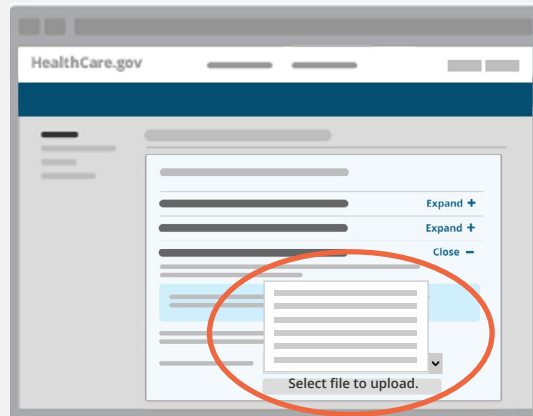 HealthCare.gov
Expand +
Expand +
Close −
Select file to upload.